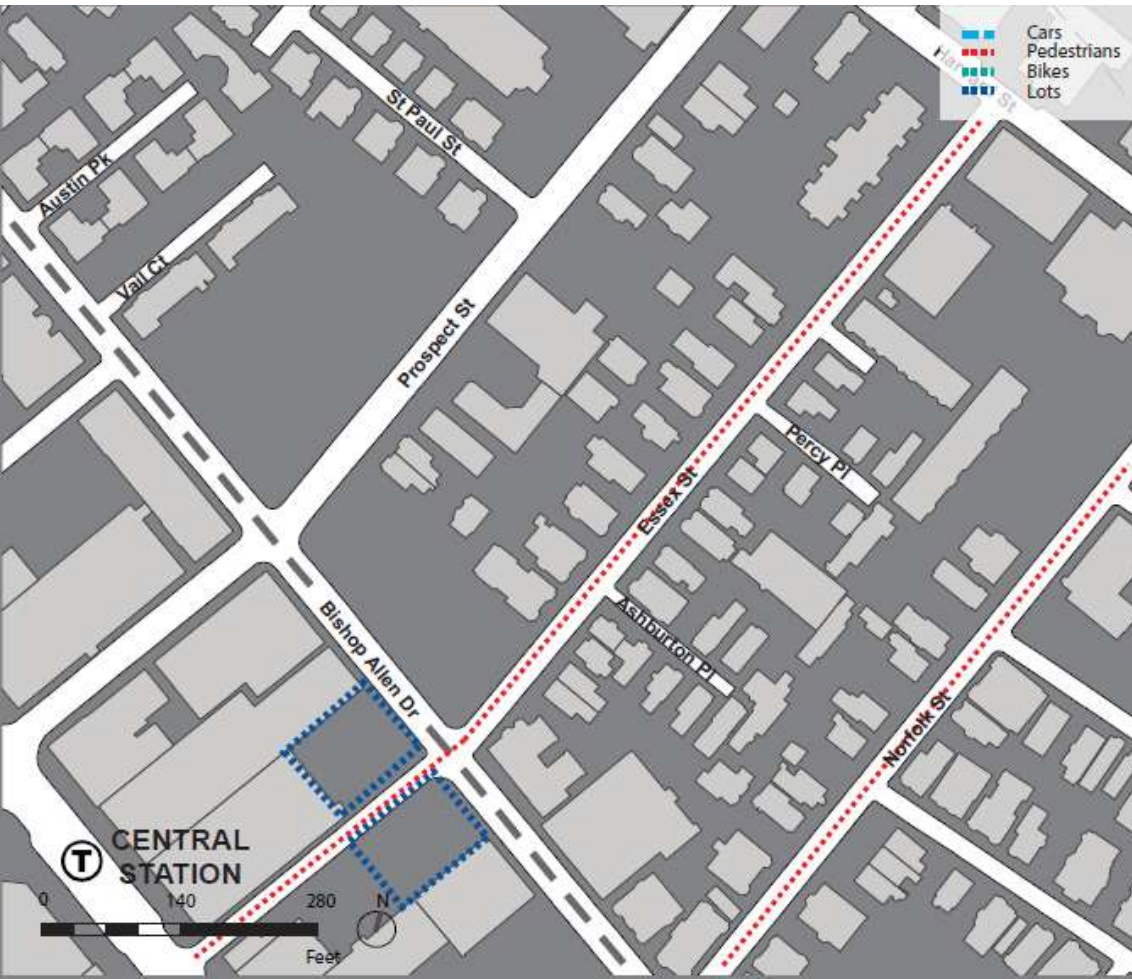 Cars
Pedestrians
Bikes
Lots
St Paul St
Austin Pk
Vail Ct
Prospect St
Percy Pl
Essex St
Ashburton Pl
Bishop Allen Dr
Norfolk St
T
CENTRAL
STATION
0 140 280 N
Feet